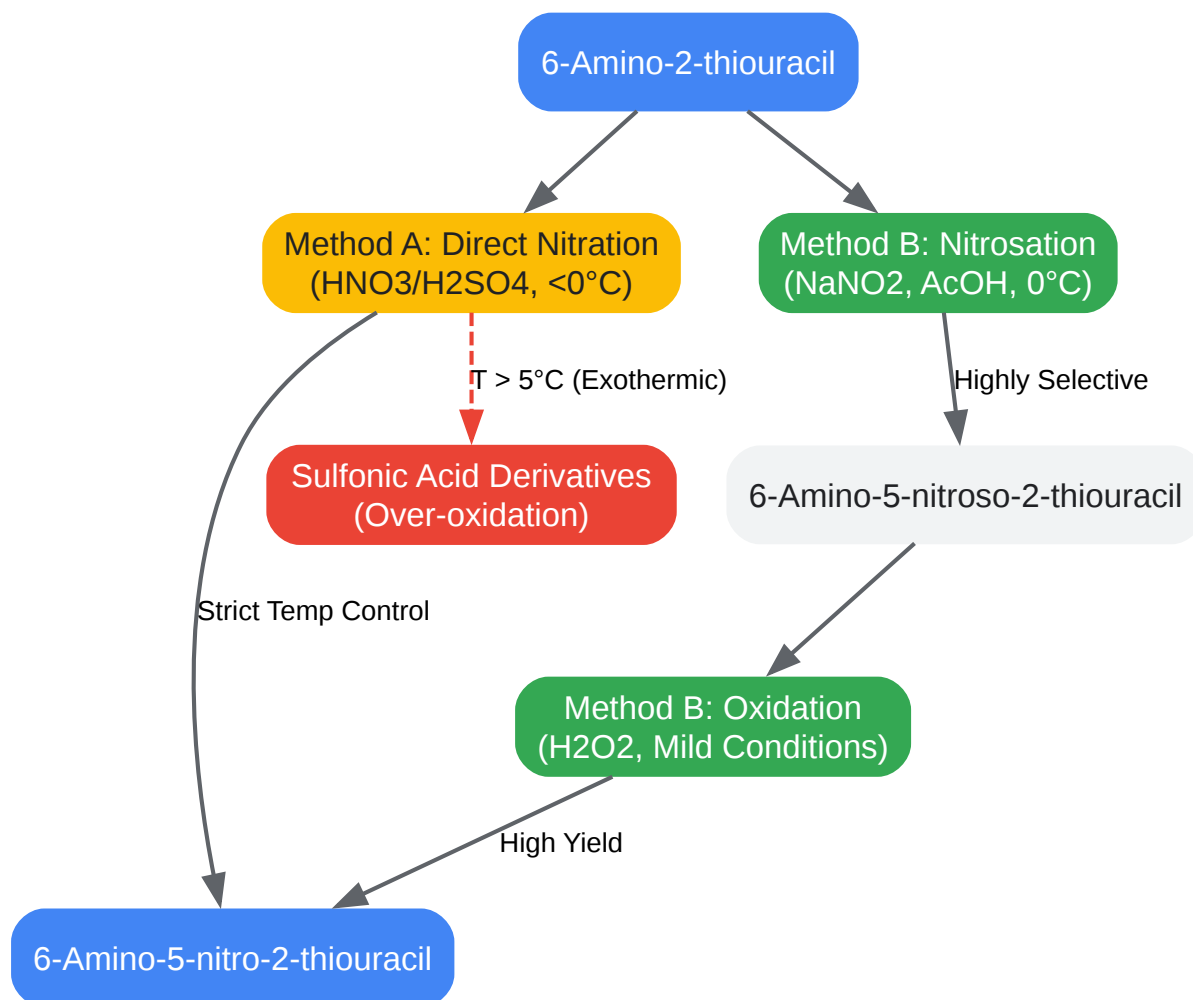 6-Amino-2-thiouracil
Method A: Direct Nitration
(HNO3/H2SO4, <0°C)
Method B: Nitrosation
(NaNO2, AcOH, 0°C)
T > 5°C (Exothermic)
Highly Selective
Sulfonic Acid Derivatives
(Over-oxidation)
6-Amino-5-nitroso-2-thiouracil
Strict Temp Control
Method B: Oxidation
(H2O2, Mild Conditions)
High Yield
6-Amino-5-nitro-2-thiouracil